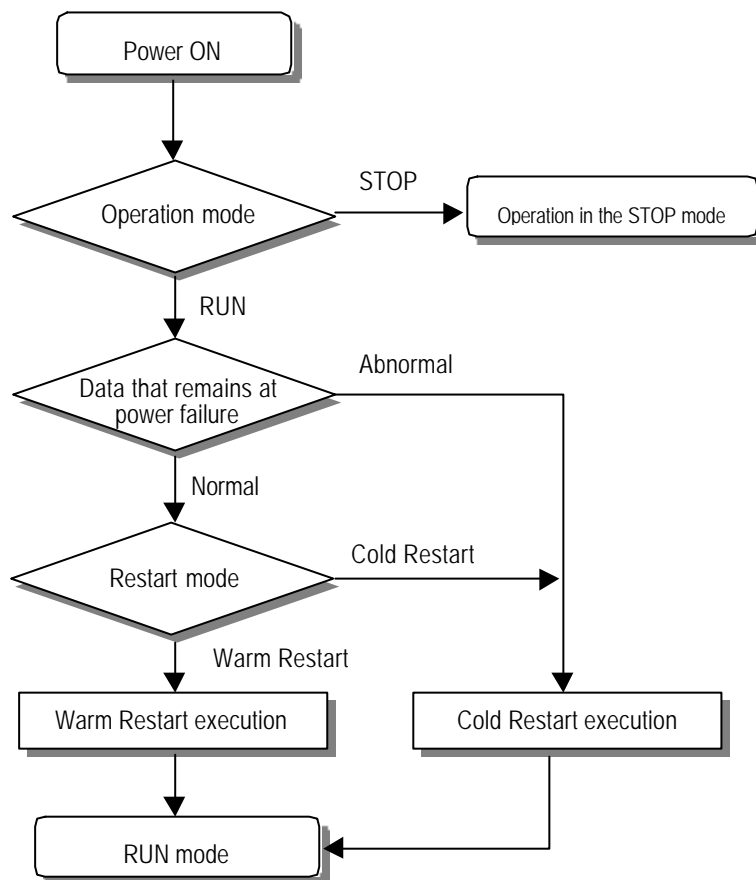 Power ON
STOP
Operation mode
Operation in the STOP mode
RUN
Abnormal
Data that remains at
power failure
Normal
Cold Restart
Restart mode
Warm Restart
Warm Restart execution
Cold Restart execution
RUN mode